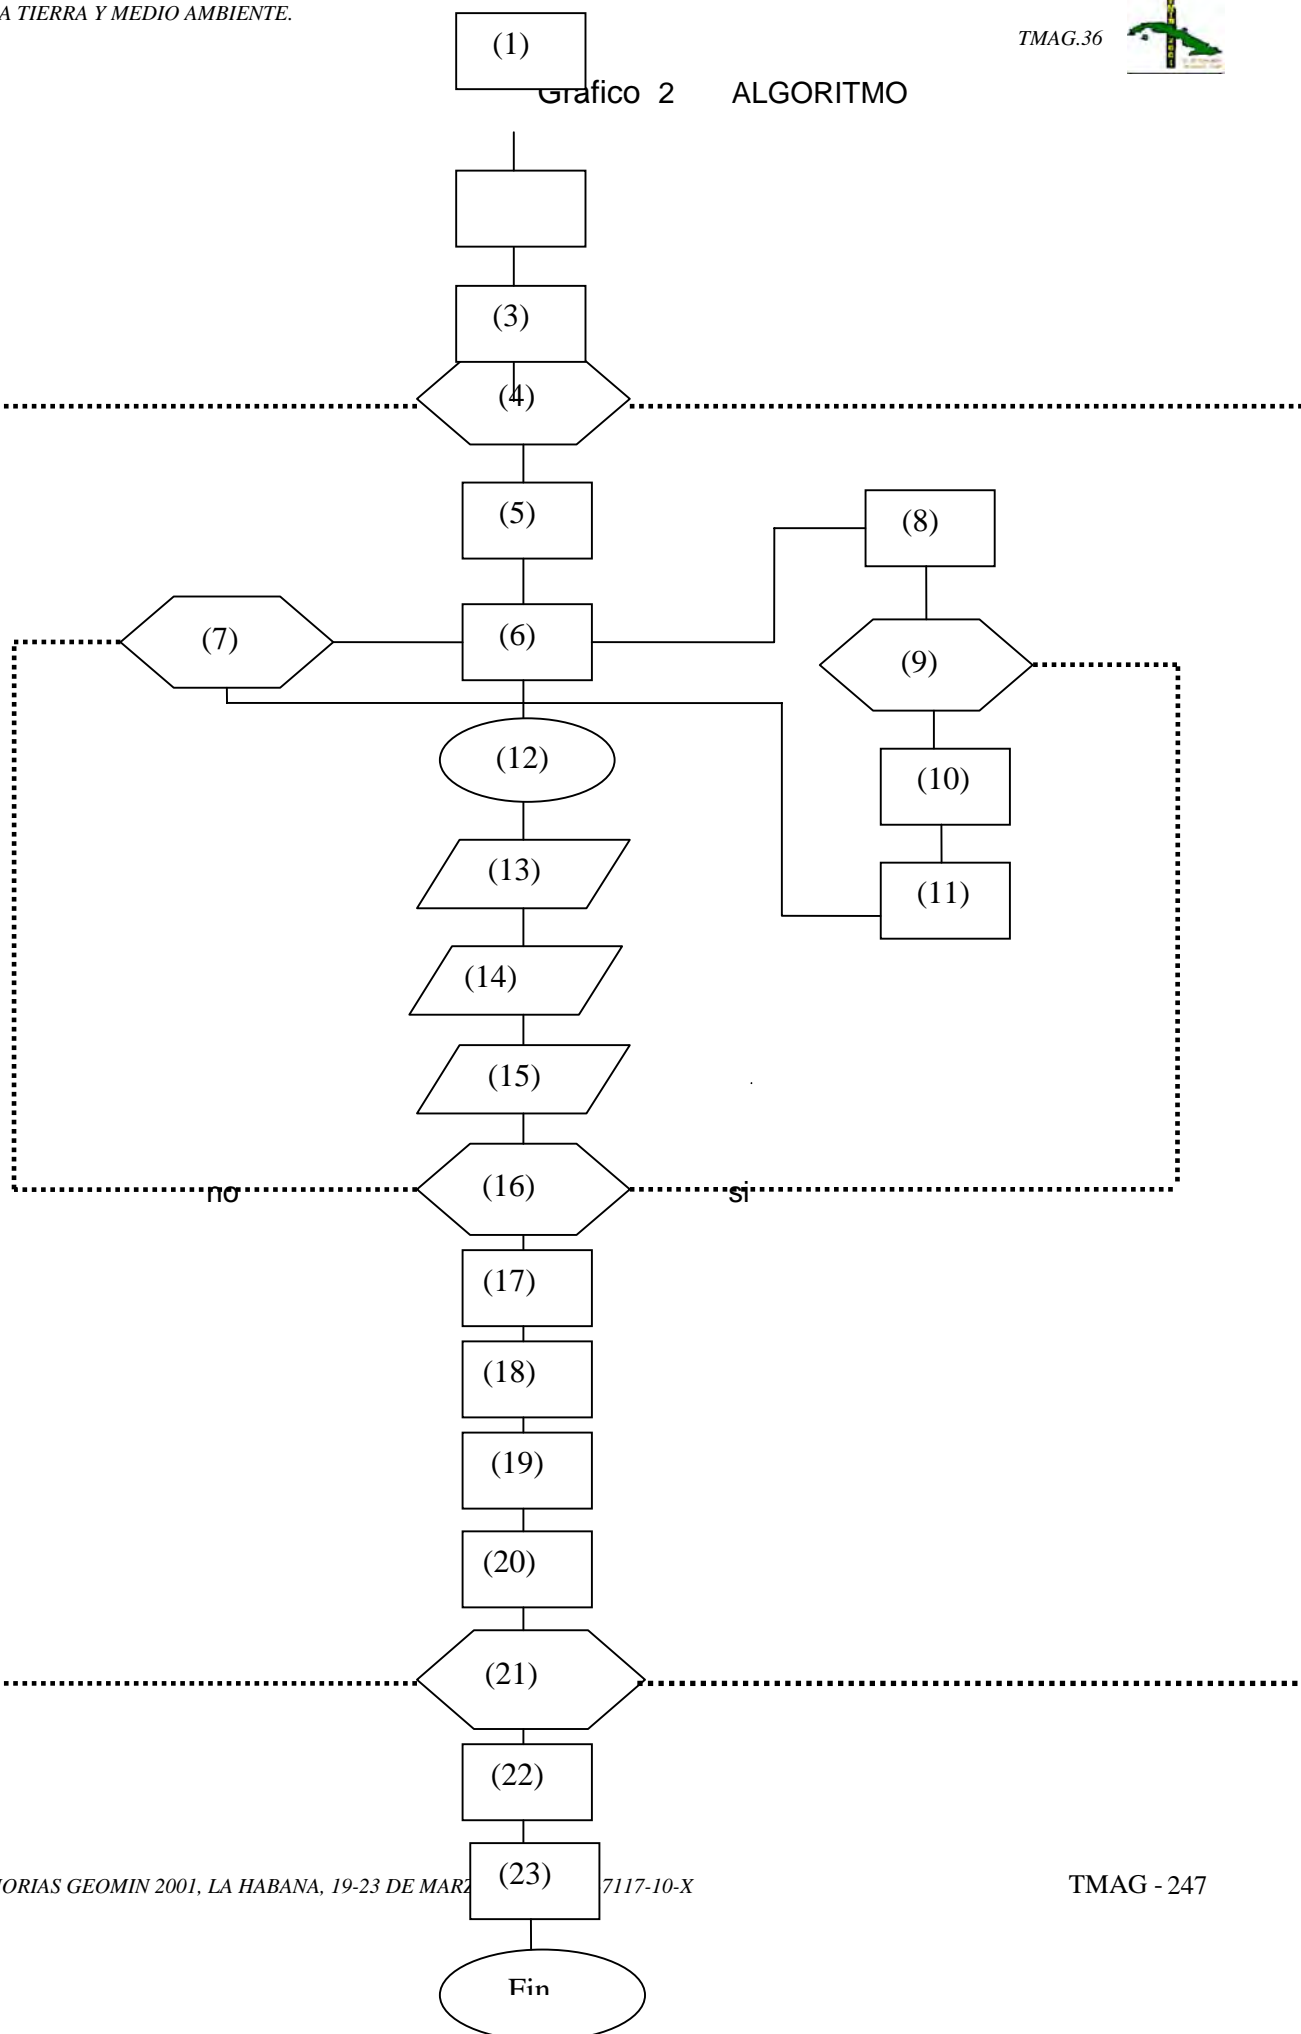 A TIERRA Y MEDIO AMBIENTE.
TMAG.36
(1)
Grafico 2 ALGORITMO
(3)
(4)
(5)
(8)
(7)
(6)
(9)
(12)
(10)
(13)
(11)
(14)
(15)
no
(16)
si
(17)
(18)
(19)
(20)
(21)
(22)
(23)
ORIAS GEOMIN 2001, LA HABANA, 19-23 DE MARZ 7117-10-X
TMAG - 247
Fin